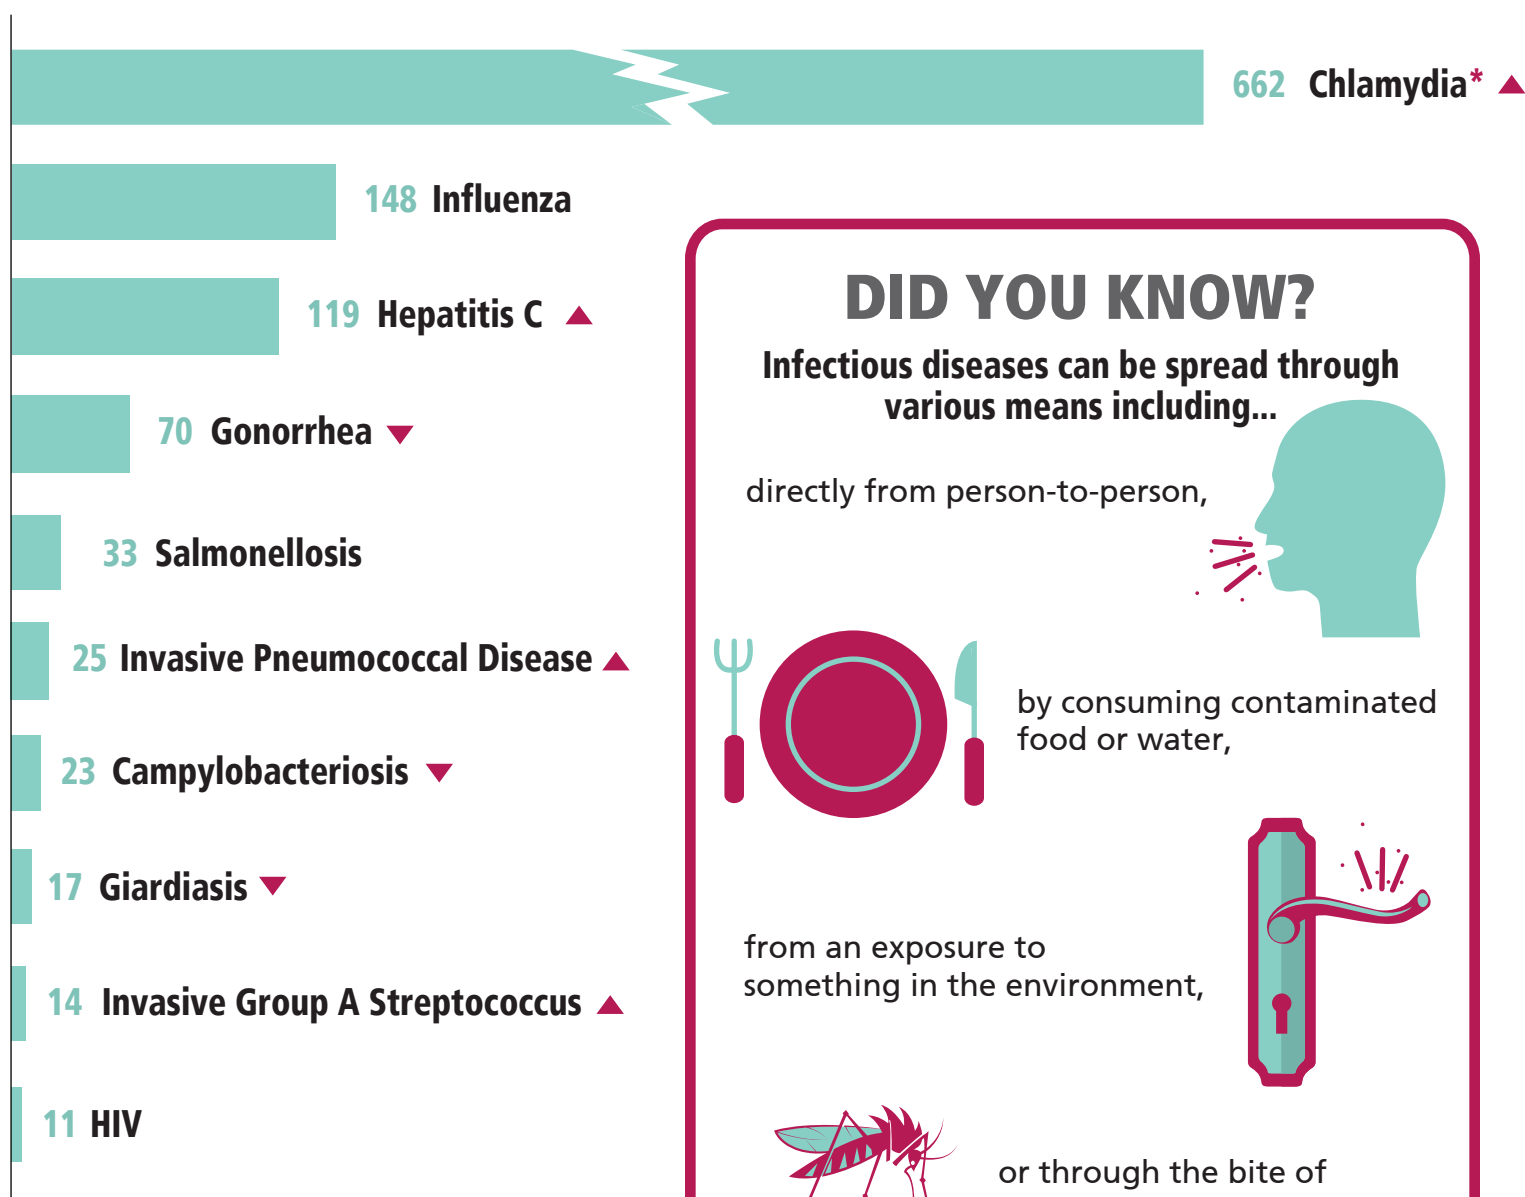 662 Chlamydia* ▲
148 Influenza
119 Hepatitis C ▲
70 Gonorrhea ▼
33 Salmonellosis
25 Invasive Pneumococcal Disease ▲
23 Campylobacteriosis ▼
17 Giardiasis ▼
14 Invasive Group A Streptococcus ▲
11 HIV
DID YOU KNOW?
Infectious diseases can be spread through
various means including...
directly from person-to-person,
by consuming contaminated
food or water,
from an exposure to
something in the environment,
or through the bite of